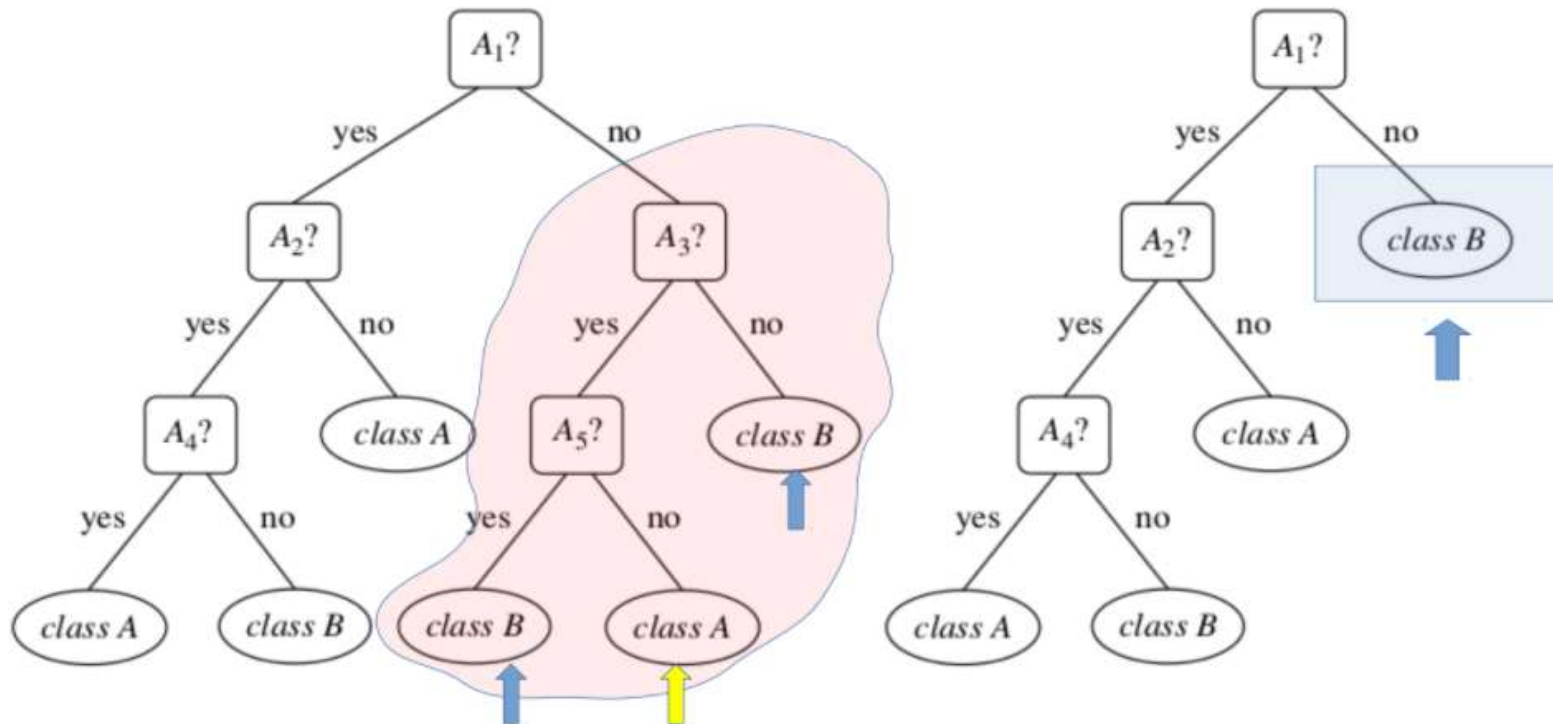 A₁?
A₁?
yes
no
yes
no
A₂?
A₃?
A₂?
class B
yes
no
yes
no
yes
no
A₄?
class A
A₅?
class B
A₄?
class A
yes
no
yes
no
yes
no
class A
class B
class B
class A
class A
class B